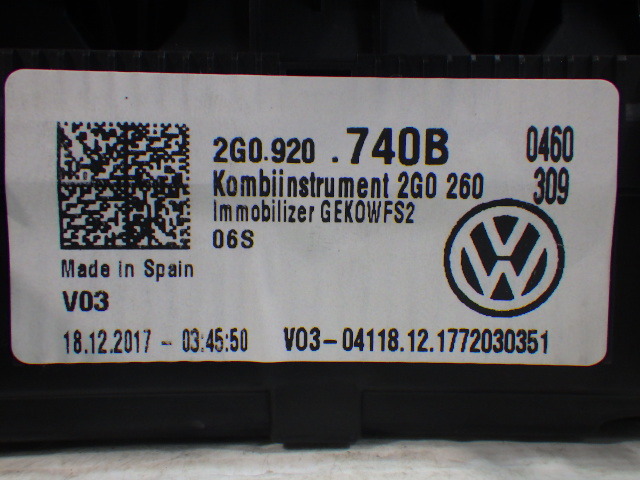 2G0.920 .740B 0460
Kombiinstrument 2G0 260 309
Immobilizer GEKOWFS2
06S
Made in Spain
V03
18.12.2017 - 03:45:50 V03-04118.12.1772030351